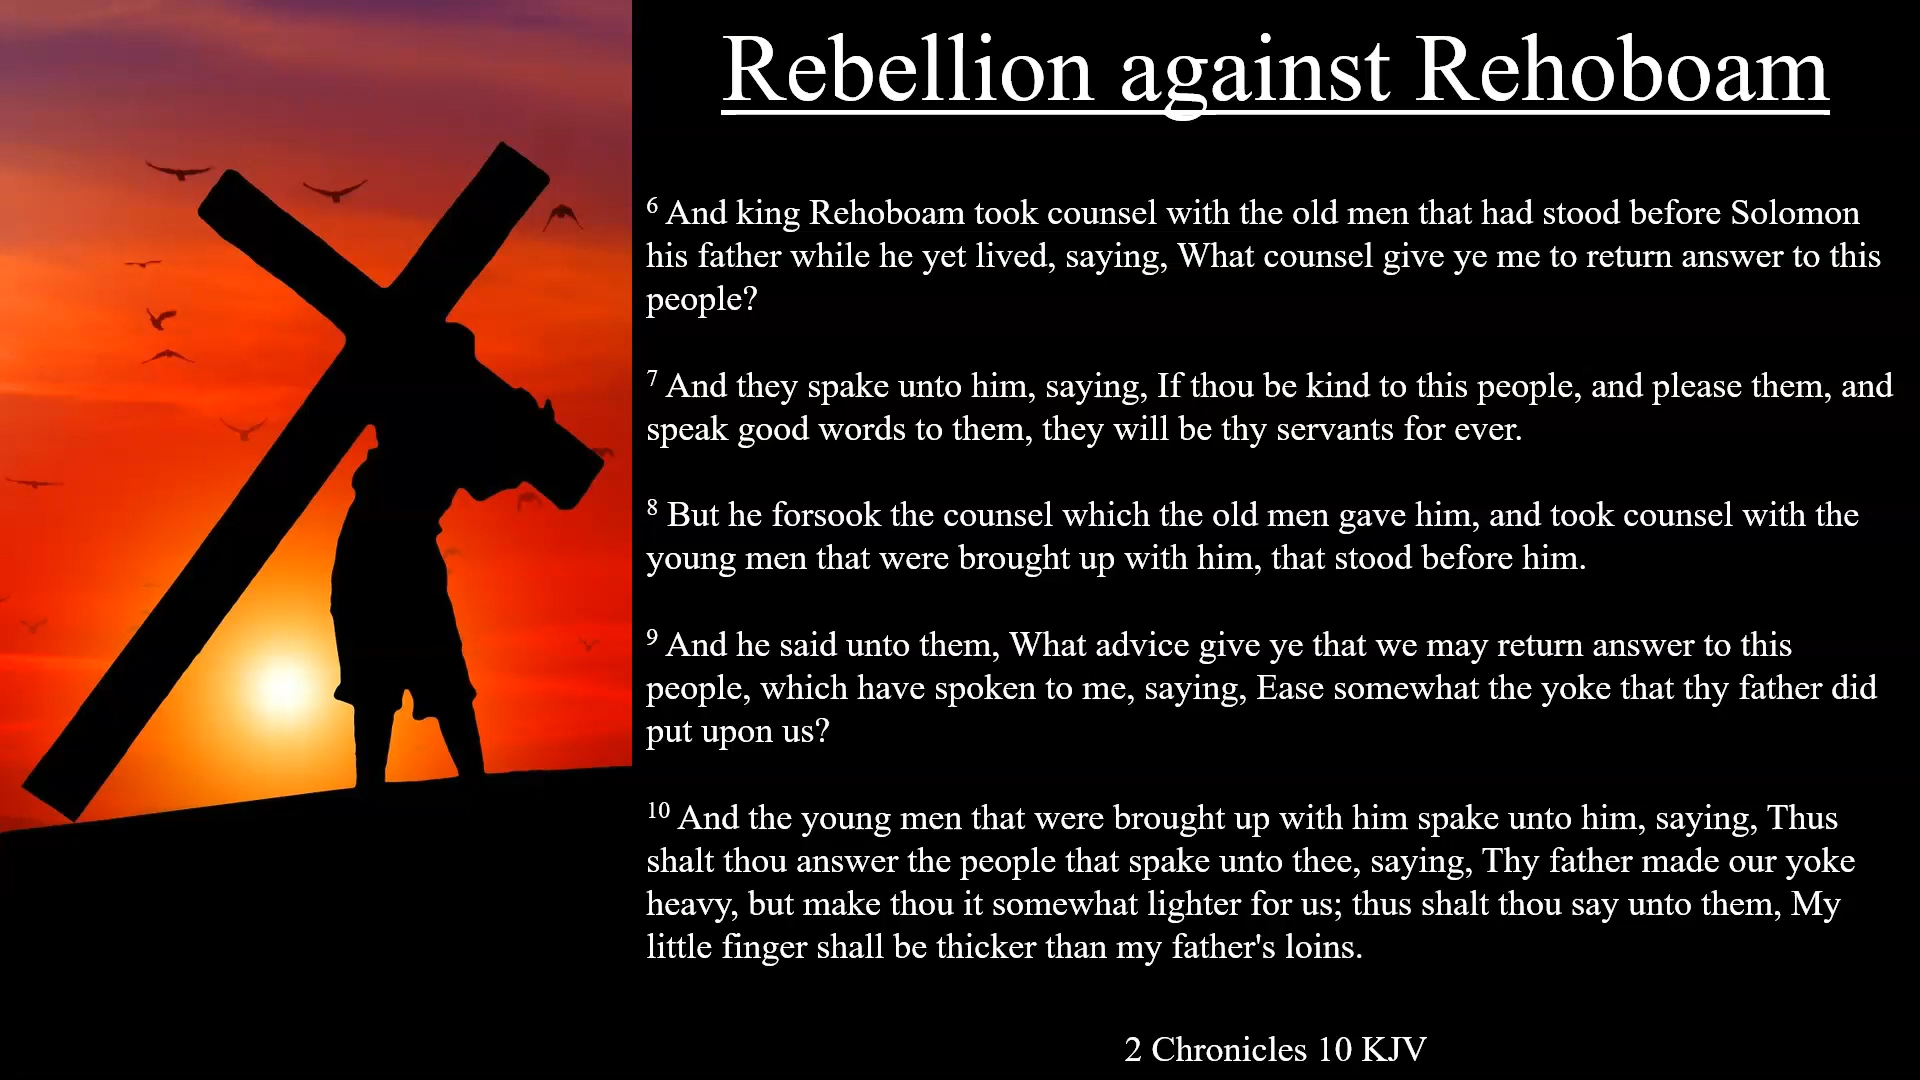 Rebellion against Rehoboam
6 And king Rehoboam took counsel with the old men that had stood before Solomon
his father while he yet lived, saying, What counsel give ye me to return answer to this
people?
7 And they spake unto him, saying, If thou be kind to this people, and please them, and
speak good words to them, they will be thy servants for ever.
8 But he forsook the counsel which the old men gave him, and took counsel with the
young men that were brought up with him, that stood before him.
9 And he said unto them, What advice give ye that we may return answer to this
people, which have spoken to me, saying, Ease somewhat the yoke that thy father did
put upon us?
10 And the young men that were brought up with him spake unto him, saying, Thus
shalt thou answer the people that spake unto thee, saying, Thy father made our yoke
heavy, but make thou it somewhat lighter for us; thus shalt thou say unto them, My
little finger shall be thicker than my father's loins.
2 Chronicles 10 KJV